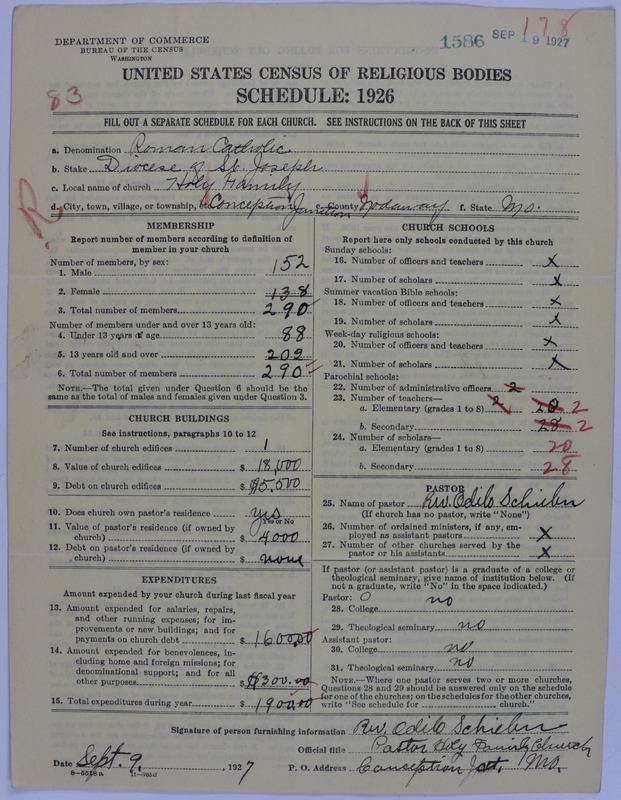 DEPARTMENT OF COMMERCE
BUREAU OF THE CENSUS
WASHINGTON
1586 SEP 19 1927
178
83
UNITED STATES CENSUS OF RELIGIOUS BODIES
SCHEDULE: 1926
FILL OUT A SEPARATE SCHEDULE FOR EACH CHURCH. SEE INSTRUCTIONS ON THE BACK OF THIS SHEET
a. Denomination Roman Catholic
b. Stake Diocese of St. Joseph
c. Local name of church Holy Family
R
d. City, town, village, or township, etc Conception Junction e. County Nodaway f. State Mo.
MEMBERSHIP
Report number of members according to definition of
member in your church
Number of members, by sex:
1. Male 152
2. Female 138
3. Total number of members 290
Number of members under and over 13 years old:
4. Under 13 years of age 88
5. 13 years old and over 202
6. Total number of members 290
NOTE.—The total given under Question 6 should be the
same as the total of males and females given under Question 3.
CHURCH BUILDINGS
See instructions, paragraphs 10 to 12
7. Number of church edifices 1
8. Value of church edifices $ 18,000
9. Debt on church edifices $ $5,500
10. Does church own pastor's residence yes
Yes or No
11. Value of pastor's residence (if owned by
church) $ 4000
12. Debt on pastor's residence (if owned by
church) $ none
EXPENDITURES
Amount expended by your church during last fiscal year
13. Amount expended for salaries, repairs,
and other running expenses; for im-
provements or new buildings; and for
payments on church debt $ 1600.00
14. Amount expended for benevolences, in-
cluding home and foreign missions; for
denominational support; and for all
other purposes $ $300.00
15. Total expenditures during year $ 1900.00
CHURCH SCHOOLS
Report here only schools conducted by this church
Sunday schools:
16. Number of officers and teachers x
17. Number of scholars x
Summer vacation Bible schools:
18. Number of officers and teachers x
19. Number of scholars x
Week-day religious schools:
20. Number of officers and teachers x
21. Number of scholars x
Parochial schools:
22. Number of administrative officers 2
23. Number of teachers—
a. Elementary (grades 1 to 8) 2 20 2
b. Secondary 28 2
24. Number of scholars—
a. Elementary (grades 1 to 8) 20
b. Secondary 28
PASTOR
25. Name of pastor Rev. Odilo Schieber
(If church has no pastor, write "None")
26. Number of ordained ministers, if any, em-
ployed as assistant pastors X
27. Number of other churches served by the
pastor or his assistants X
If pastor (or assistant pastor) is a graduate of a college or
theological seminary, give name of institution below. (If
not a graduate, write "No" in the space indicated.)
Pastor: 0
28. College no
29. Theological seminary no
Assistant pastor:
30. College no
31. Theological seminary no
NOTE.—Where one pastor serves two or more churches,
Questions 28 and 29 should be answered only on the schedule
for one of the churches; on the schedules for the other churches,
write "See schedule for church."
Signature of person furnishing information Rev. Odilo Schieber
Official title Pastor Holy Family Church
Date Sept. 9, 1927 P. O. Address Conception Jct. Mo.